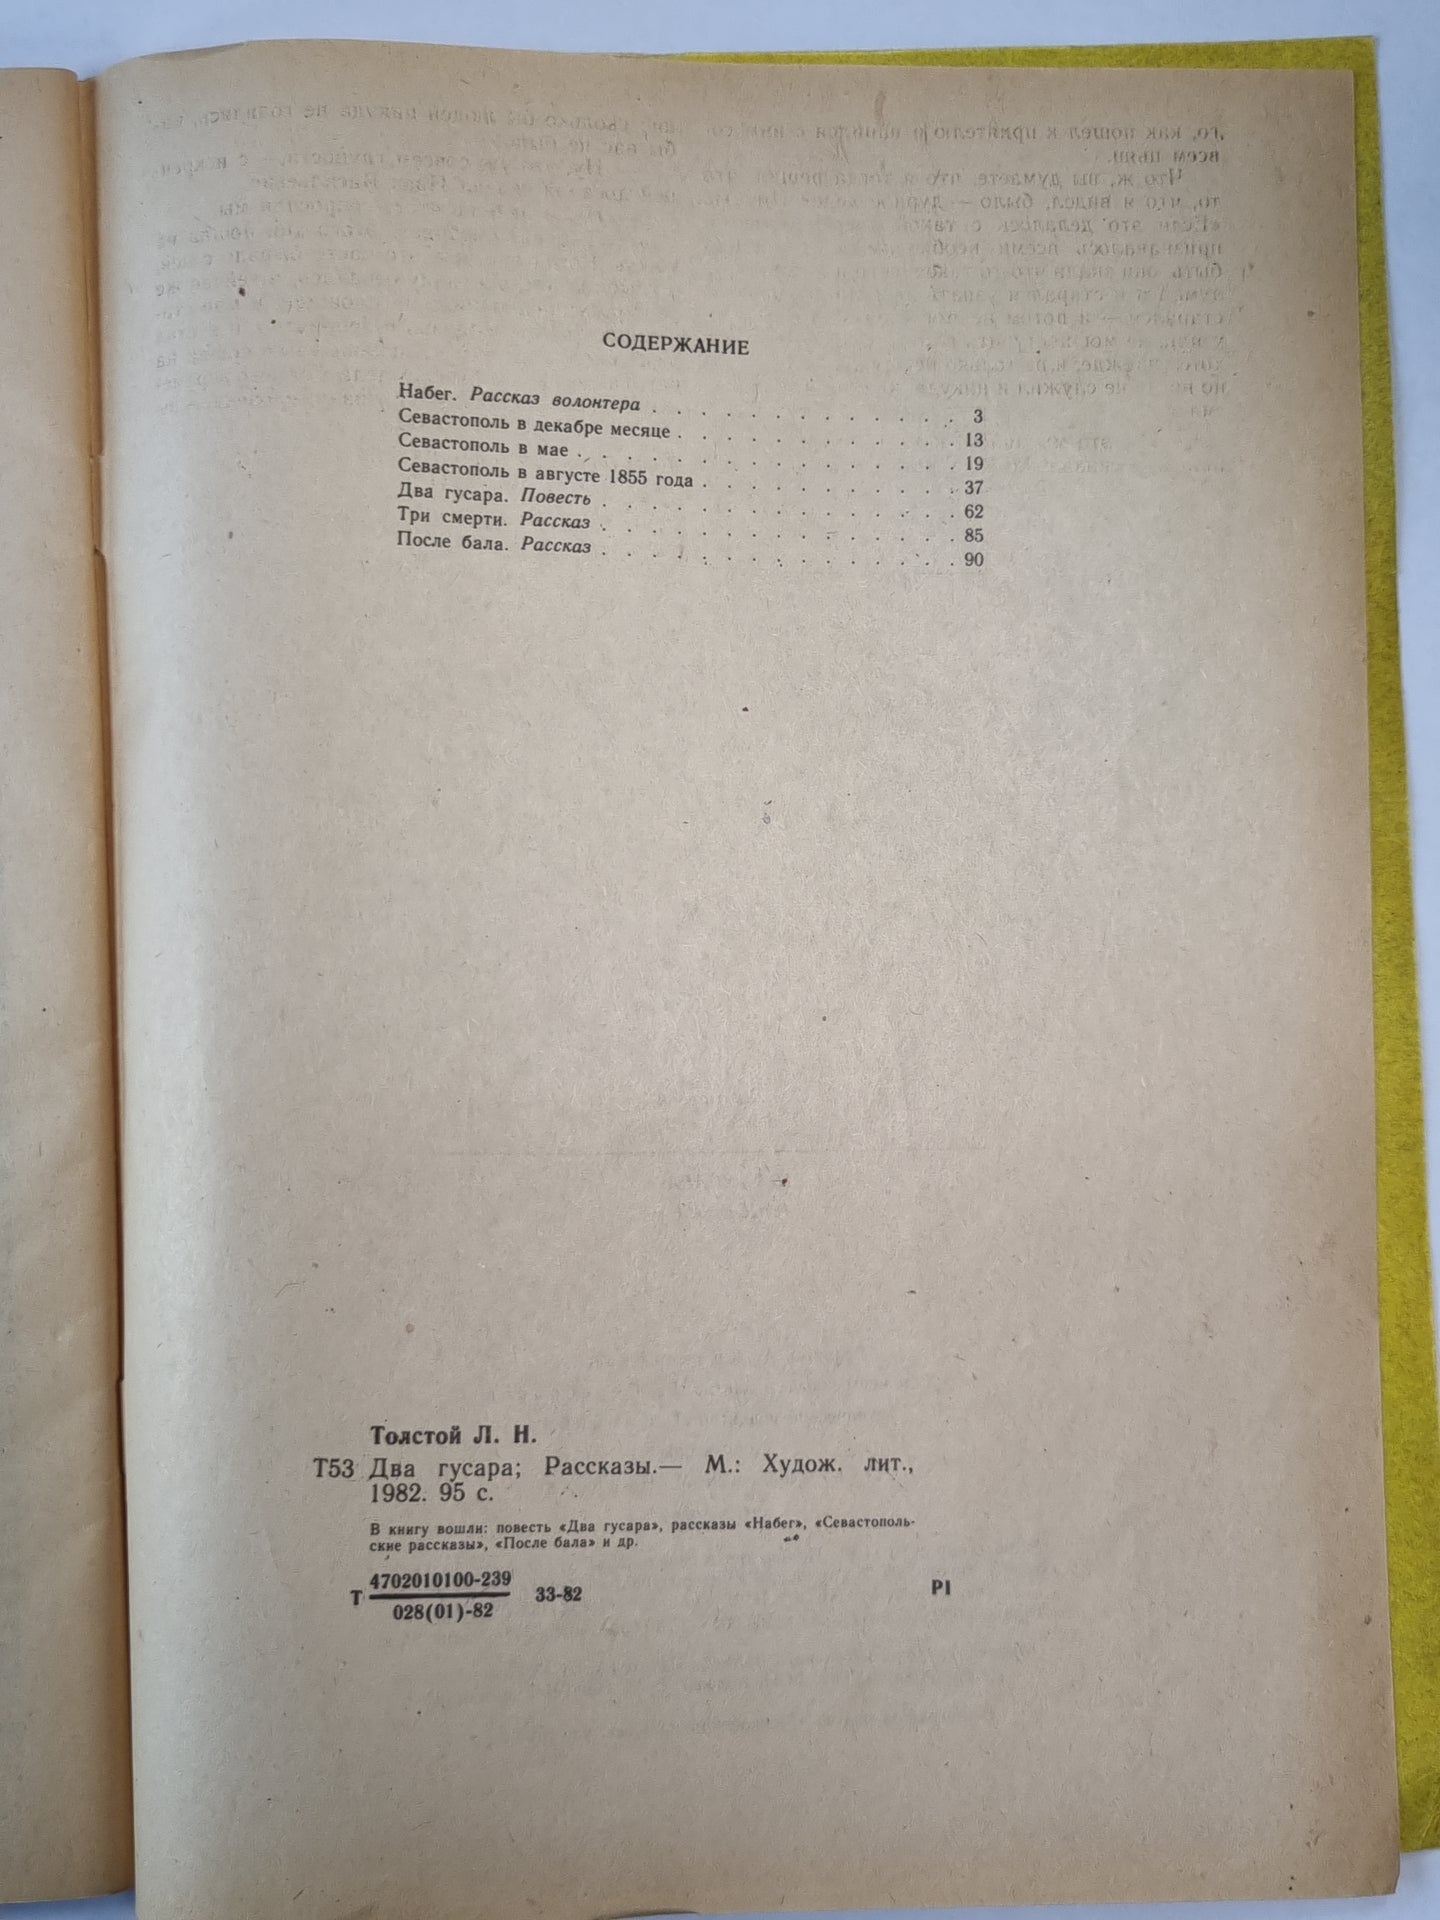 СОДЕРЖАНИЕ
Набег. Рассказ волонтера . . . . . . . . . . . . . 3
Севастополь в декабре месяце . . . . . . . . . . . . 13
Севастополь в мае . . . . . . . . . . . . . . . . 19
Севастополь в августе 1855 года . . . . . . . . . . . 37
Два гусара. Повесть . . . . . . . . . . . . . . . 62
Три смерти. Рассказ . . . . . . . . . . . . . . . 85
После бала. Рассказ . . . . . . . . . . . . . . . 90
Толстой Л. Н.
Т53 Два гусара; Рассказы.— М.: Худож. лит.,
1982. 95 с.
В книгу вошли: повесть «Два гусара», рассказы «Набег», «Севастополь-
ские рассказы», «После бала» и др.
Т 4702010100-239 33-82 Р1
028(01)-82